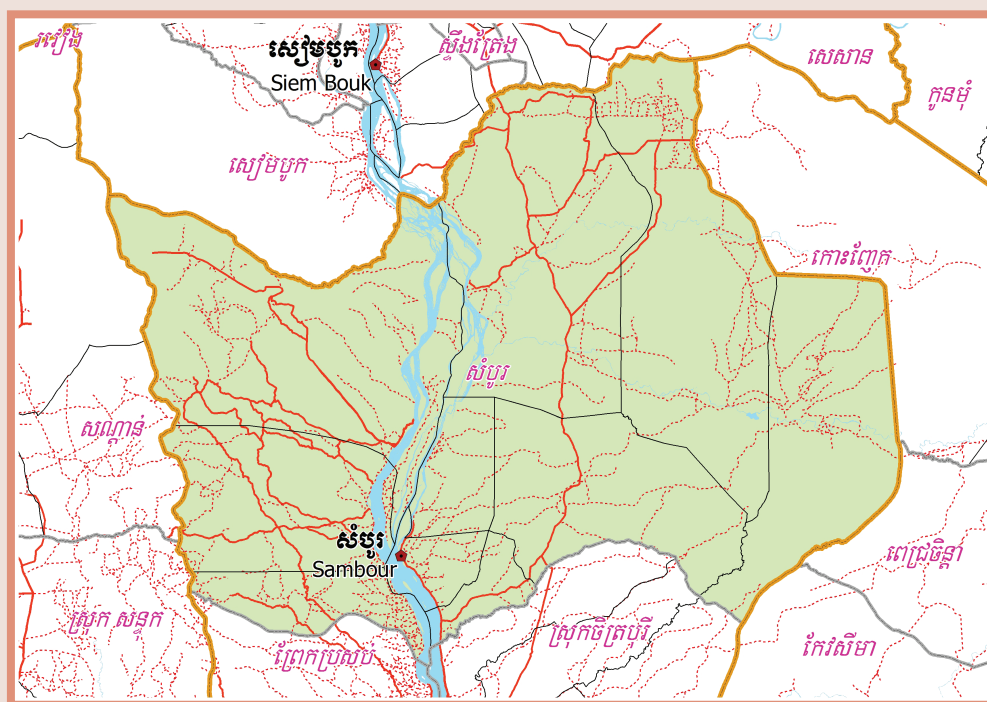 រវៀង
សៀមបូក
Siem Bouk
ស្ទឹងត្រែង
សេសាន
កូនមុំ
សៀមបូក
កោះញែក
សំបូរ
សណ្ដាន់
សំបូរ
Sambour
ពេជ្រចិន្តា
ស្រុក សន្ទុក
ព្រែកប្រសប់
ស្រុកចិត្របុរី
កែវសីមា